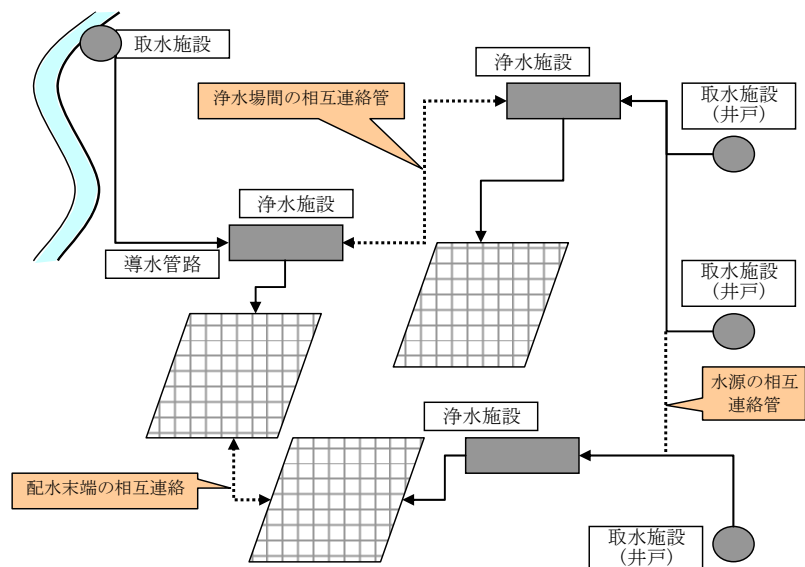 取水施設
浄水施設
浄水場間の相互連絡管
取水施設
（井戸）
浄水施設
導水管路
取水施設
（井戸）
水源の相互
連絡管
浄水施設
配水末端の相互連絡
取水施設
（井戸）